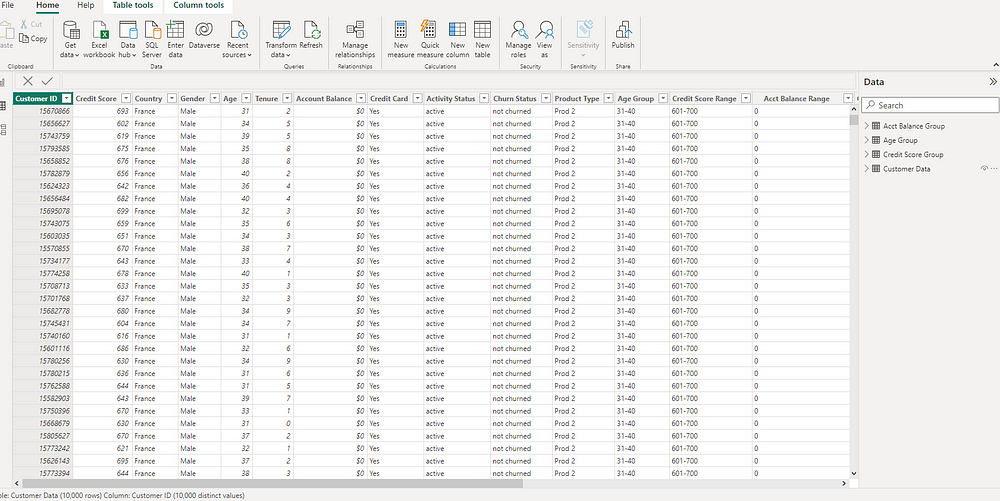 File Home Help Table tools Column tools
Cut
Copy
Get data
Excel workbook
Data hub
SQL Server
Enter data
Dataverse
Recent sources
Transform data
Refresh
Manage relationships
New measure
Quick measure
New column
New table
Manage roles
View as
Sensitivity
Publish
Clipboard Data Queries Relationships Calculations Security Sensitivity Share
Customer ID Credit Score Country Gender Age Tenure Account Balance Credit Card Activity Status Churn Status Product Type Age Group Credit Score Range Acct Balance Range
15670866 693 France Male 31 2 $0 Yes active not churned Prod 2 31-40 601-700 0
15656627 602 France Male 34 5 $0 Yes active not churned Prod 2 31-40 601-700 0
15743759 619 France Male 39 5 $0 Yes active not churned Prod 2 31-40 601-700 0
15793585 675 France Male 35 8 $0 Yes active not churned Prod 2 31-40 601-700 0
15658852 676 France Male 38 8 $0 Yes active not churned Prod 2 31-40 601-700 0
15782879 656 France Male 40 2 $0 Yes active not churned Prod 2 31-40 601-700 0
15624323 642 France Male 36 4 $0 Yes active not churned Prod 2 31-40 601-700 0
15656484 682 France Male 40 4 $0 Yes active not churned Prod 2 31-40 601-700 0
15695078 699 France Male 32 3 $0 Yes active not churned Prod 2 31-40 601-700 0
15743075 659 France Male 35 6 $0 Yes active not churned Prod 2 31-40 601-700 0
15603035 651 France Male 34 3 $0 Yes active not churned Prod 2 31-40 601-700 0
15570855 670 France Male 38 7 $0 Yes active not churned Prod 2 31-40 601-700 0
15734177 643 France Male 33 4 $0 Yes active not churned Prod 2 31-40 601-700 0
15774258 678 France Male 40 1 $0 Yes active not churned Prod 2 31-40 601-700 0
15708713 633 France Male 35 3 $0 Yes active not churned Prod 2 31-40 601-700 0
15701768 637 France Male 32 3 $0 Yes active not churned Prod 2 31-40 601-700 0
15682778 680 France Male 34 9 $0 Yes active not churned Prod 2 31-40 601-700 0
15745431 604 France Male 34 7 $0 Yes active not churned Prod 2 31-40 601-700 0
15740160 616 France Male 31 1 $0 Yes active not churned Prod 2 31-40 601-700 0
15601116 686 France Male 32 6 $0 Yes active not churned Prod 2 31-40 601-700 0
15780256 630 France Male 34 9 $0 Yes active not churned Prod 2 31-40 601-700 0
15780215 636 France Male 31 6 $0 Yes active not churned Prod 2 31-40 601-700 0
15762588 644 France Male 31 5 $0 Yes active not churned Prod 2 31-40 601-700 0
15582903 643 France Male 39 7 $0 Yes active not churned Prod 2 31-40 601-700 0
15750396 670 France Male 33 1 $0 Yes active not churned Prod 2 31-40 601-700 0
15668679 630 France Male 31 0 $0 Yes active not churned Prod 2 31-40 601-700 0
15805627 670 France Male 37 2 $0 Yes active not churned Prod 2 31-40 601-700 0
15773242 621 France Male 32 1 $0 Yes active not churned Prod 2 31-40 601-700 0
15626143 695 France Male 37 2 $0 Yes active not churned Prod 2 31-40 601-700 0
15773394 644 France Male 38 3 $0 Yes active not churned Prod 2 31-40 601-700 0
Data
Search
Acct Balance Group
Age Group
Credit Score Group
Customer Data
ble: Customer Data (10,000 rows) Column: Customer ID (10,000 distinct values)